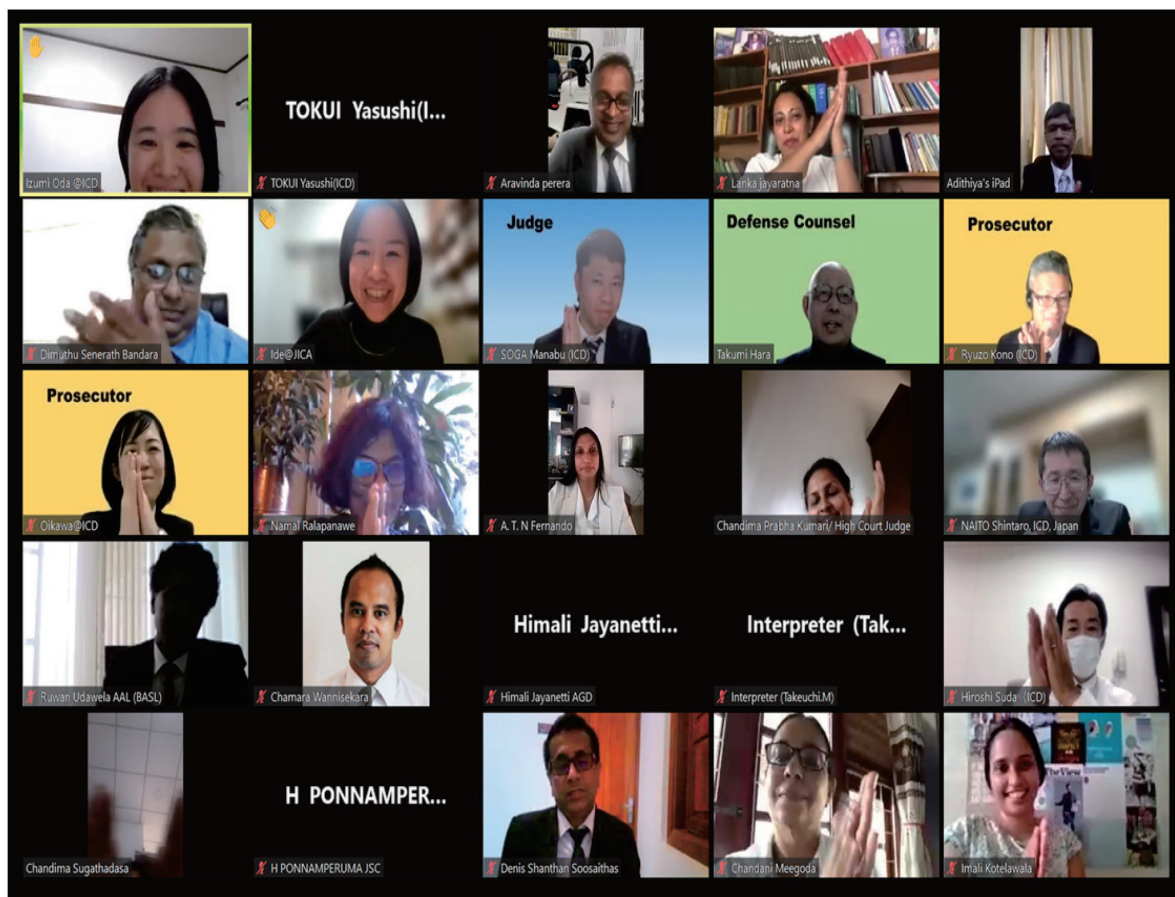 Izumi Oda @ICD
TOKUI Yasushi(I...
TOKUI Yasushi(ICD)
Aravinda perera
Lanka jayaratna
Adithiya's iPad
Dimuthu Senerath Bandara
Ide@JICA
Judge
SOGA Manabu (ICD)
Defense Counsel
Takumi Hara
Prosecutor
Ryuzo Kono (ICD)
Prosecutor
Oikawa@ICD
Namal Ralapanawe
A. T. N Fernando
Chandima Prabha Kumari/ High Court Judge
NAITO Shintaro, ICD, Japan
Ruwan Udawela AAL (BASL)
Chamara Wannisekara
Himali Jayanetti...
Himali Jayanetti AGD
Interpreter (Tak...
Interpreter (Takeuchi.M)
Hiroshi Suda (ICD)
Chandima Sugathadasa
H PONNAMPER...
H PONNAMPERUMA JSC
Denis Shanthan Soosaithas
Chandani Meegoda
TheView
Imali Kotelawala